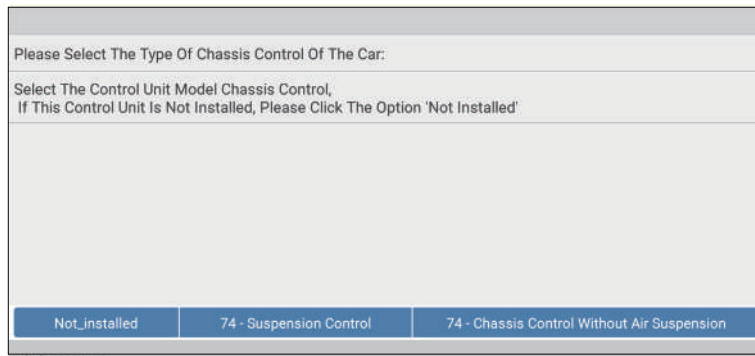 Please Select The Type Of Chassis Control Of The Car:
Select The Control Unit Model Chassis Control,
If This Control Unit Is Not Installed, Please Click The Option 'Not Installed'
Not_installed
74 - Suspension Control
74 - Chassis Control Without Air Suspension